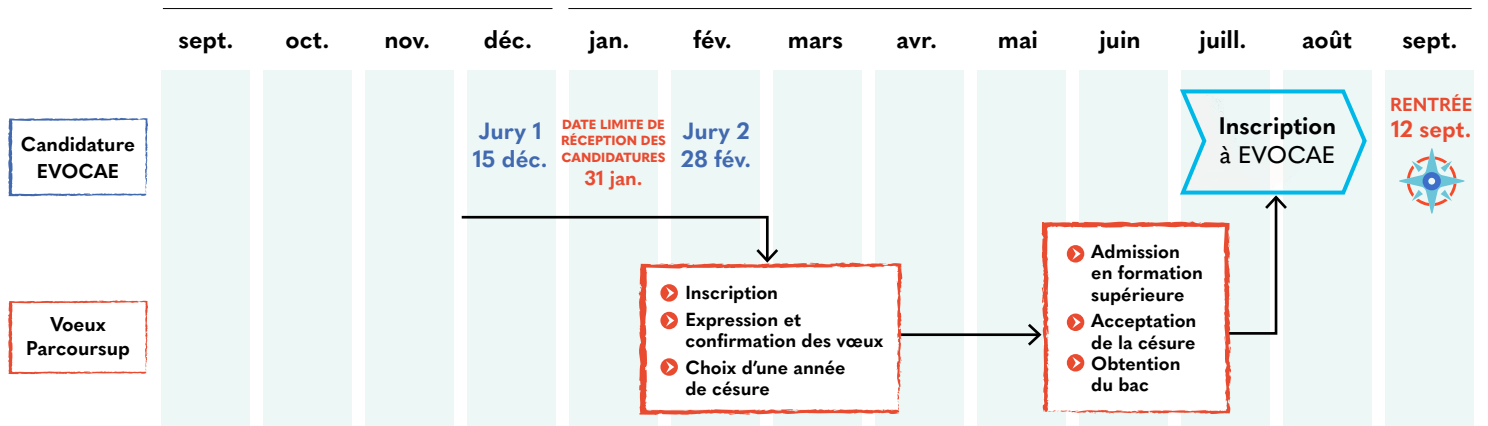 sept. oct. nov. déc. jan. fév. mars avr. mai juin juill. août sept.
Candidature
EVOCAE
Jury 1
15 déc.
DATE LIMITE DE
RÉCEPTION DES
CANDIDATURES
31 jan.
Jury 2
28 fév.
Inscription
à EVOCAE
RENTRÉE
12 sept.
Voeux
Parcoursup
Inscription
Expression et
confirmation des vœux
Choix d'une année
de césure
Admission
en formation
supérieure
Acceptation
de la césure
Obtention
du bac